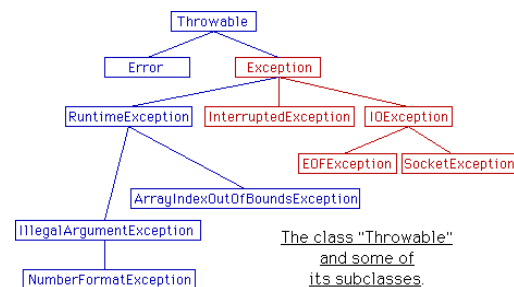 Throwable
Error
Exception
RuntimeException
InterruptedException
IOException
EOFException
SocketException
ArrayIndexOutOfBoundsException
IllegalArgumentException
NumberFormatException
The class "Throwable"
and some of
its subclasses.